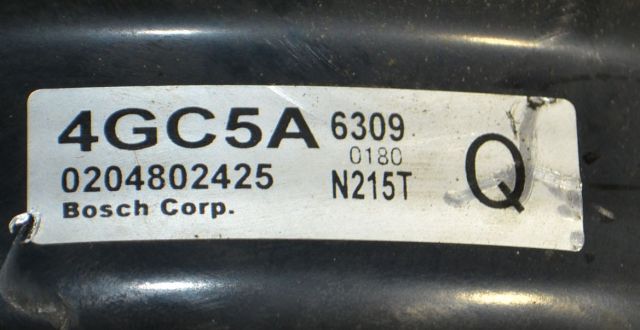 4GC5A 6309
0180
0204802425 N215T
Bosch Corp.
Q